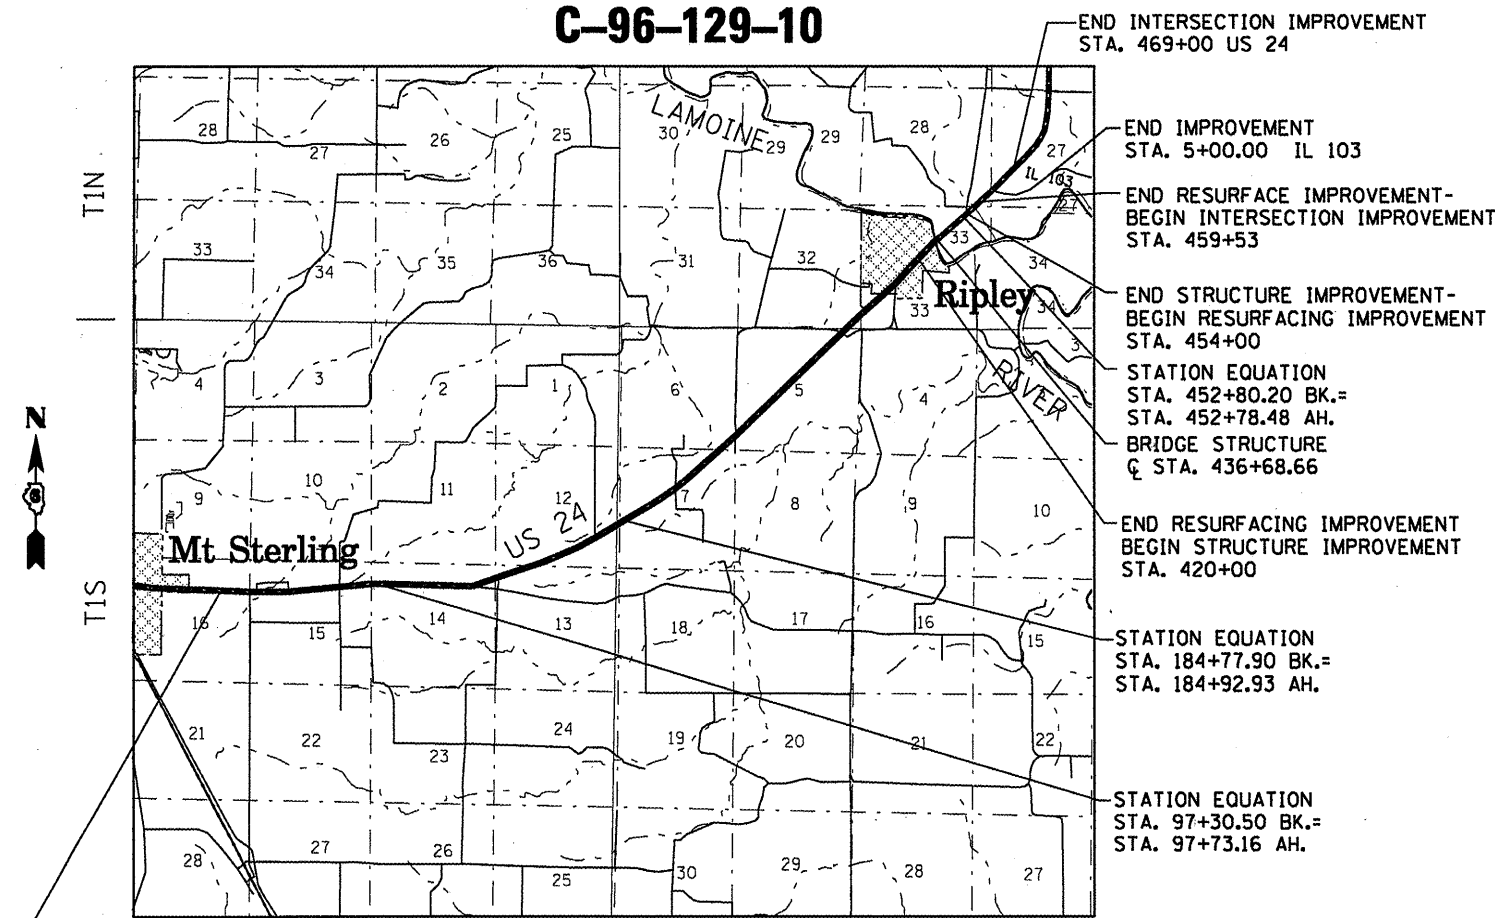 C–96–129–10
END INTERSECTION IMPROVEMENT
STA. 469+00 US 24
END IMPROVEMENT
STA. 5+00.00 IL 103
END RESURFACE IMPROVEMENT-
BEGIN INTERSECTION IMPROVEMENT
STA. 459+53
END STRUCTURE IMPROVEMENT-
BEGIN RESURFACING IMPROVEMENT
STA. 454+00
STATION EQUATION
STA. 452+80.20 BK.=
STA. 452+78.48 AH.
BRIDGE STRUCTURE
℄ STA. 436+68.66
END RESURFACING IMPROVEMENT
BEGIN STRUCTURE IMPROVEMENT
STA. 420+00
STATION EQUATION
STA. 184+77.90 BK.=
STA. 184+92.93 AH.
STATION EQUATION
STA. 97+30.50 BK.=
STA. 97+73.16 AH.
T1N
T1S
N
LAMOINE
RIVER
IL 103
Ripley
Mt Sterling
US 24
28 27 26 25 30 29 29 28 27
33 34 35 36 31 32 33 34 27
33 34 3
4 3 2 1 6 5 4
9 10 11 12 7 8 9 10
16 15 14 13 18 17 16 15
21 22 23 24 19 20 21 22
28 27 26 25 30 29 28 27